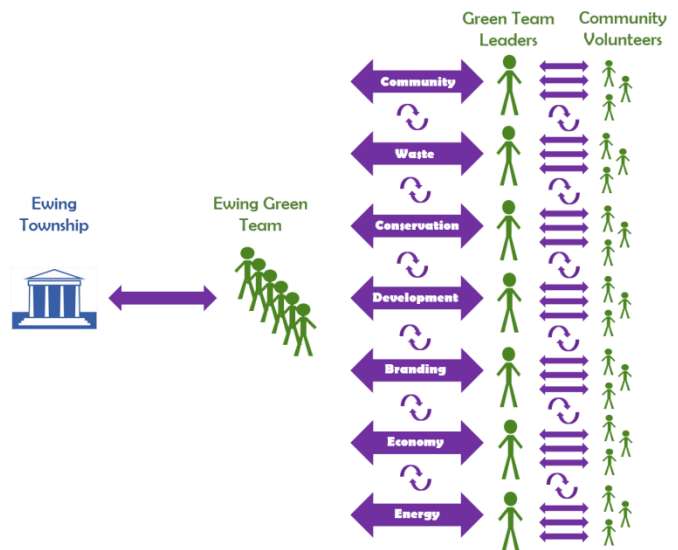 Green Team
Leaders
Community
Volunteers
Community
Waste
Ewing
Township
Ewing Green
Team
Conservation
Development
Branding
Economy
Energy